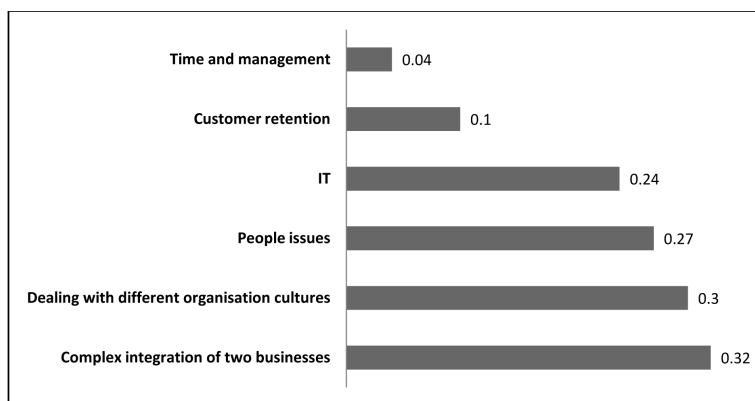 Time and management 0.04
Customer retention 0.1
IT 0.24
People issues 0.27
Dealing with different organisation cultures 0.3
Complex integration of two businesses 0.32